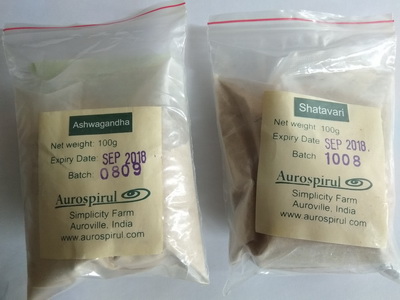 Ashwagandha
Net weight: 100g
Expiry Date SEP 2018
Batch: 0809
Aurospirul
Simplicity Farm
Auroville, India
www.aurospirul.com
Shatavari
Net weight: 100g
Expiry Date SEP 2018.
Batch 1008
Aurospirul
Simplicity Farm
Auroville, India
www.aurospirul.com